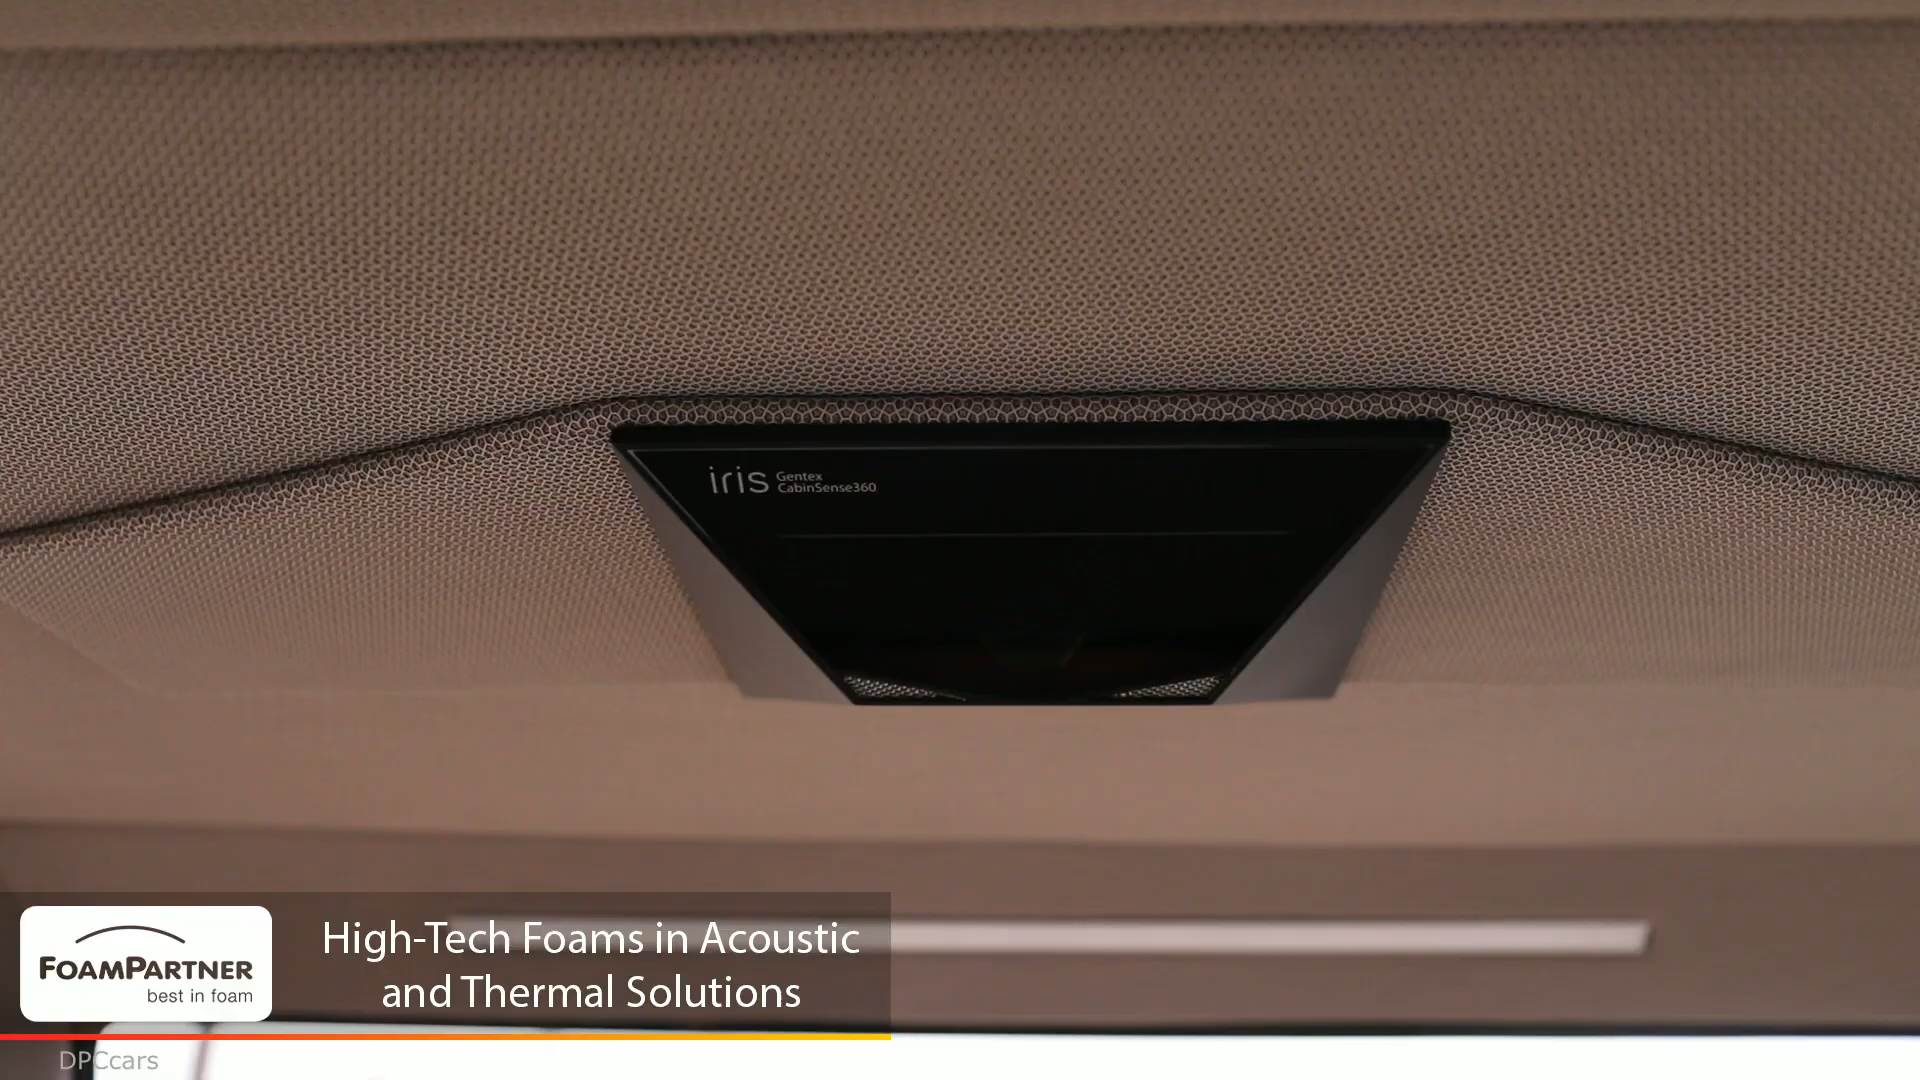 iris Gentex
CabinSense360
FOAMPARTNER
best in foam
High-Tech Foams in Acoustic
and Thermal Solutions
DPCcars